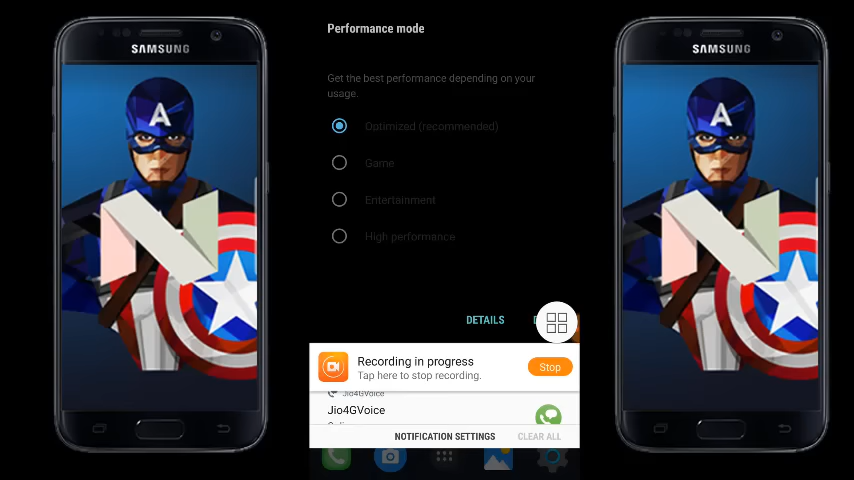 SAMSUNG
A
Performance mode
Get the best performance depending on your
usage.
Optimized (recommended)
Game
Entertainment
High performance
DETAILS
Recording in progress
Tap here to stop recording.
Stop
Jio4GVoice
Jio4GVoice
NOTIFICATION SETTINGS
CLEAR ALL
SAMSUNG
A